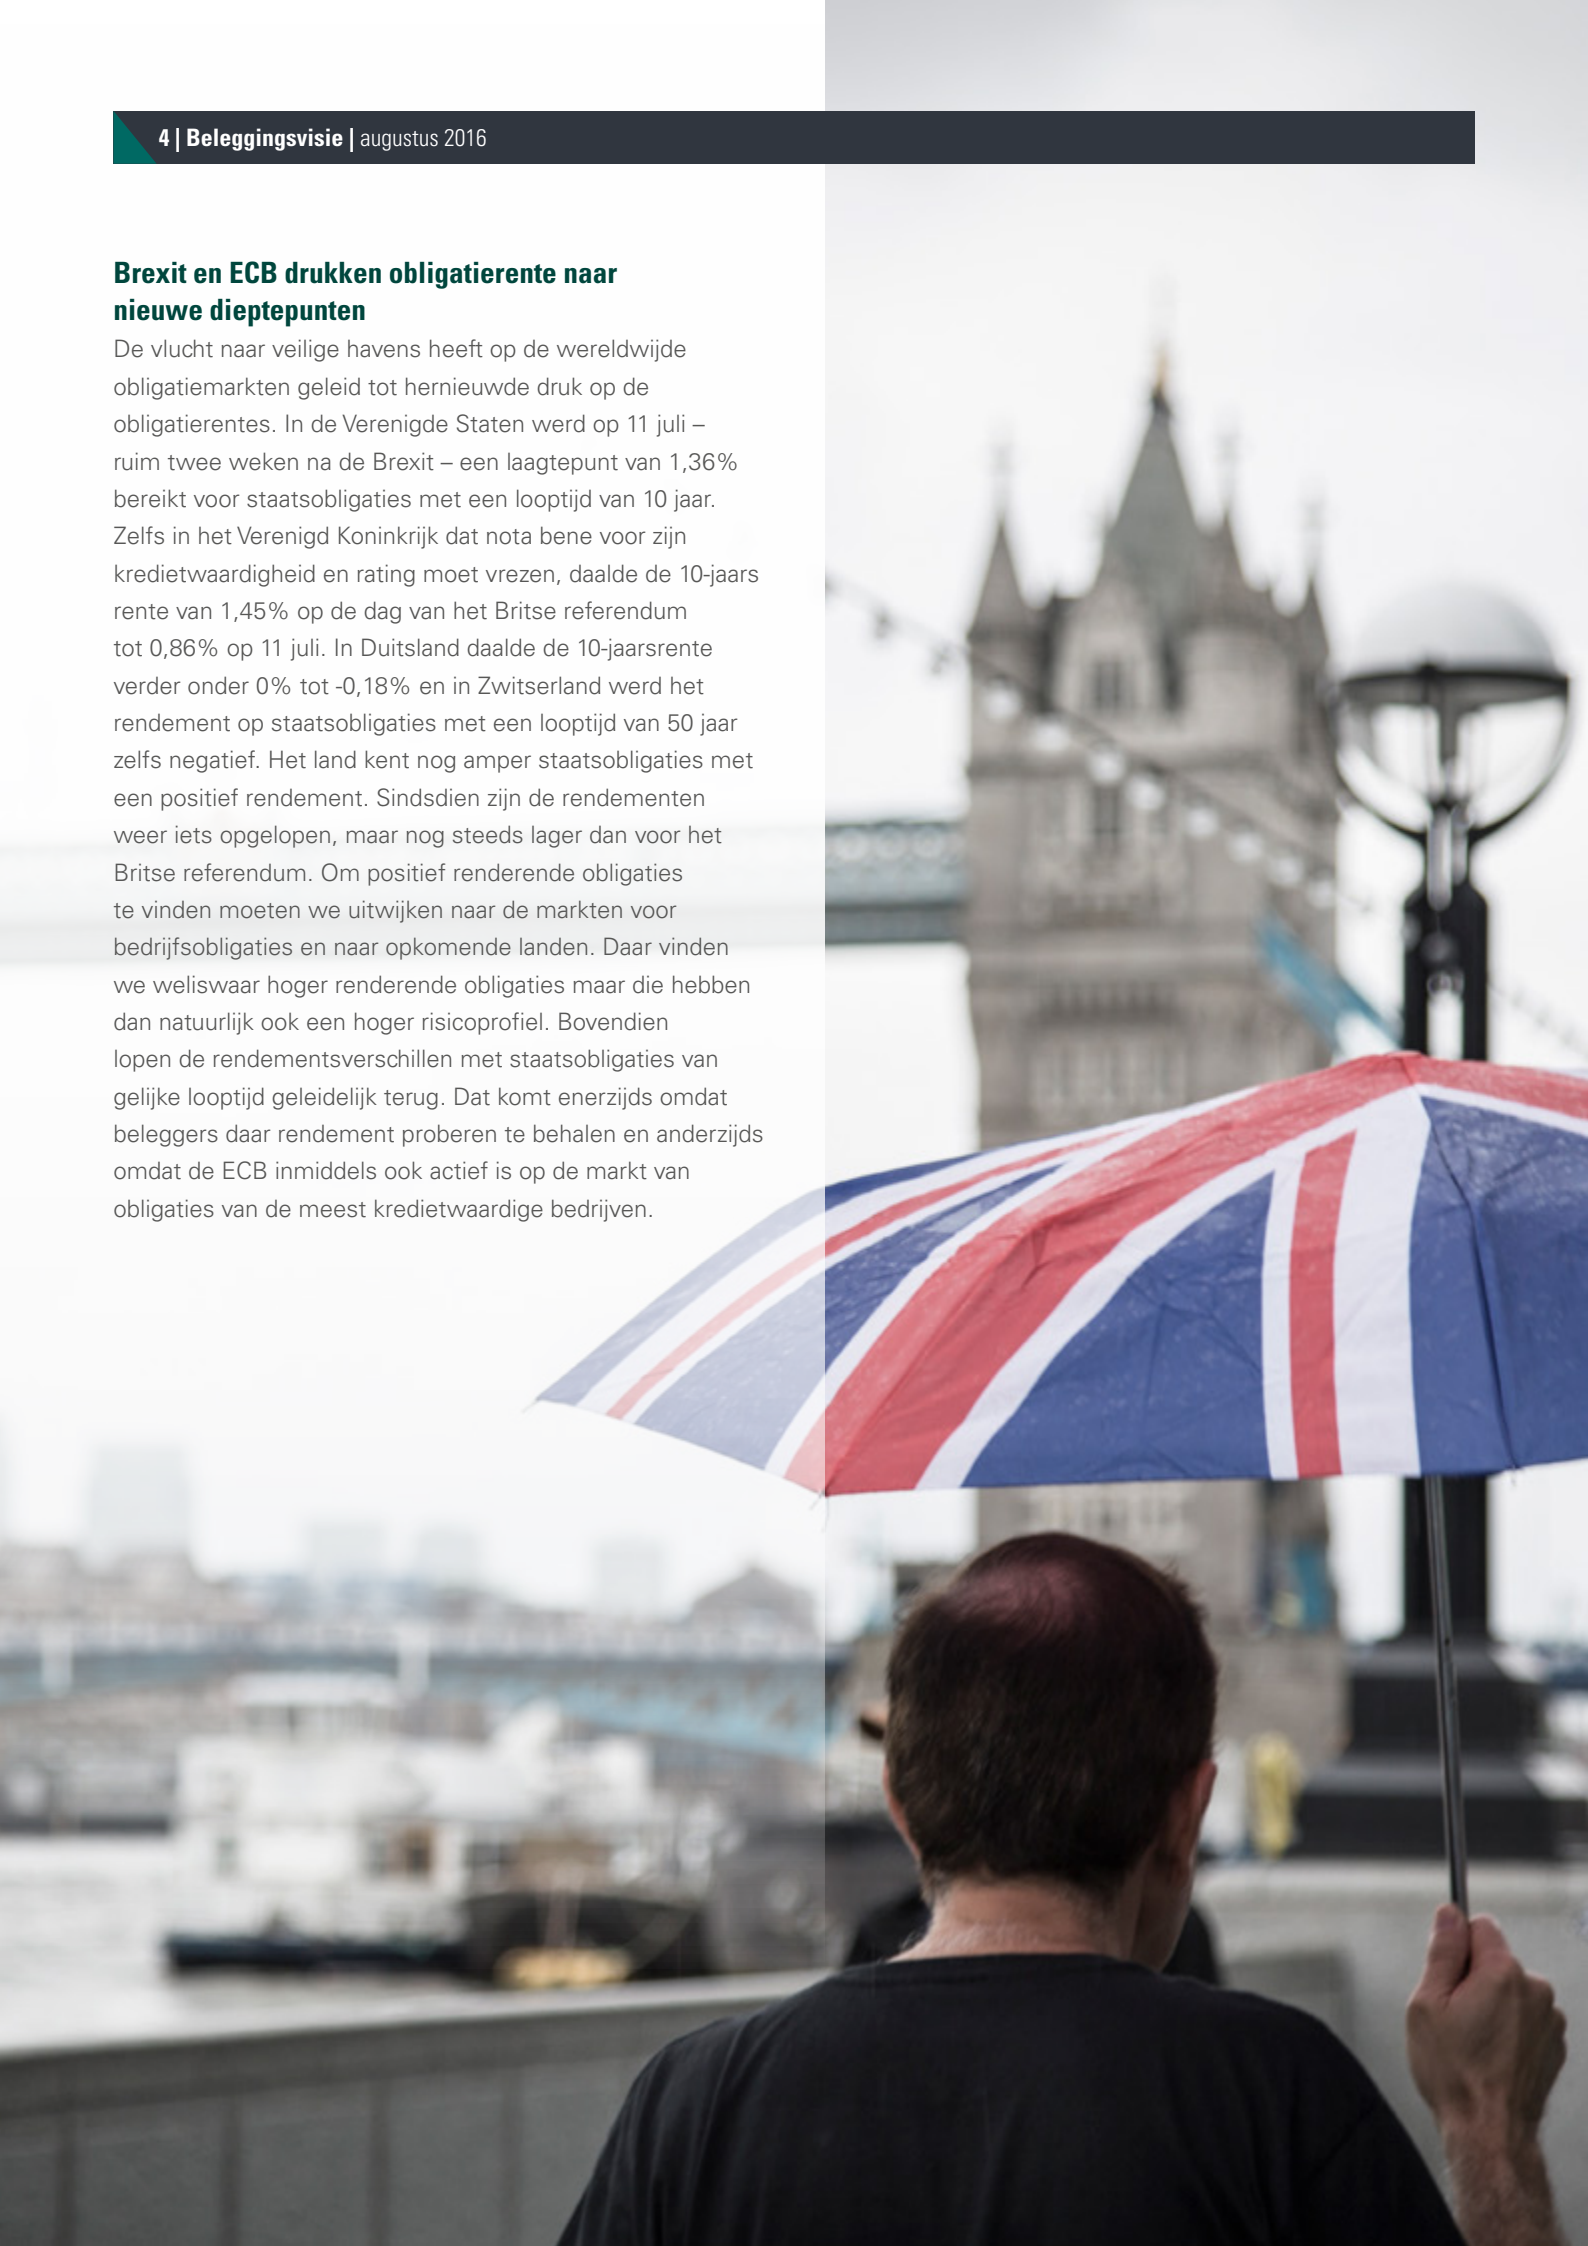 4 | Beleggingsvisie | augustus 2016
Brexit en ECB drukken obligatierente naar
nieuwe dieptepunten
De vlucht naar veilige havens heeft op de wereldwijde
obligatiemarkten geleid tot hernieuwde druk op de
obligatierentes. In de Verenigde Staten werd op 11 juli –
ruim twee weken na de Brexit – een laagtepunt van 1,36%
bereikt voor staatsobligaties met een looptijd van 10 jaar.
Zelfs in het Verenigd Koninkrijk dat nota bene voor zijn
kredietwaardigheid en rating moet vrezen, daalde de 10-jaars
rente van 1,45% op de dag van het Britse referendum
tot 0,86% op 11 juli. In Duitsland daalde de 10-jaarsrente
verder onder 0% tot -0,18% en in Zwitserland werd het
rendement op staatsobligaties met een looptijd van 50 jaar
zelfs negatief. Het land kent nog amper staatsobligaties met
een positief rendement. Sindsdien zijn de rendementen
weer iets opgelopen, maar nog steeds lager dan voor het
Britse referendum. Om positief renderende obligaties
te vinden moeten we uitwijken naar de markten voor
bedrijfsobligaties en naar opkomende landen. Daar vinden
we weliswaar hoger renderende obligaties maar die hebben
dan natuurlijk ook een hoger risicoprofiel. Bovendien
lopen de rendementsverschillen met staatsobligaties van
gelijke looptijd geleidelijk terug. Dat komt enerzijds omdat
beleggers daar rendement proberen te behalen en anderzijds
omdat de ECB inmiddels ook actief is op de markt van
obligaties van de meest kredietwaardige bedrijven.